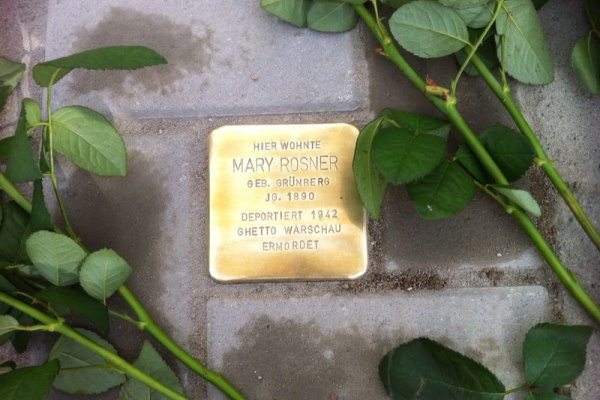 HIER WOHNTE
MARY ROSNER
GEB. GRÜNBERG
JG. 1890
DEPORTIERT 1942
GHETTO WARSCHAU
ERMORDET